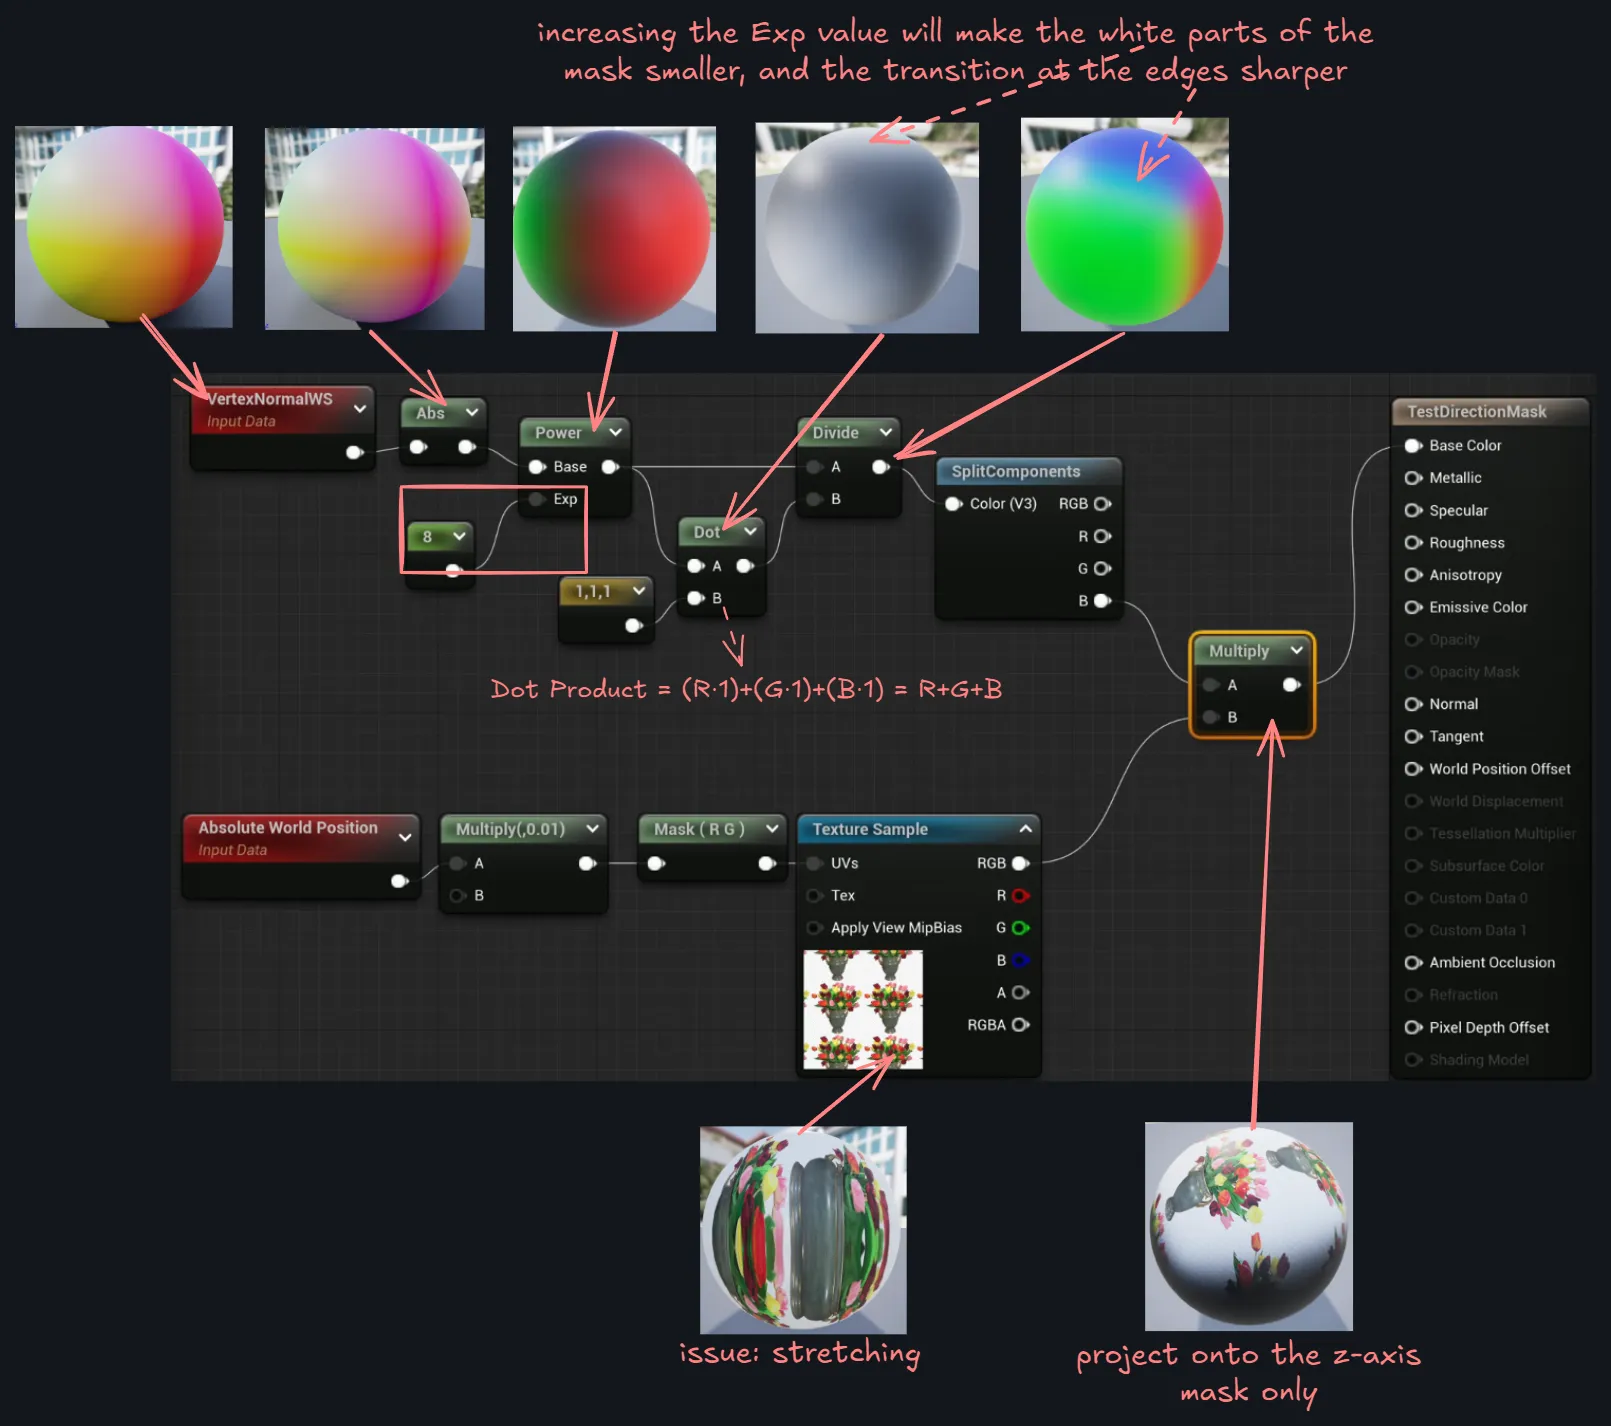 increasing the Exp value will make the white parts of the
mask smaller, and the transition at the edges sharper
VertexNormalWS
Input Data
Abs
Power
Base
Exp
8
1,1,1
Dot
A
B
Divide
A
B
SplitComponents
Color (V3)
RGB
R
G
B
Dot Product = (R·1)+(G·1)+(B·1) = R+G+B
Multiply
A
B
TestDirectionMask
Base Color
Metallic
Specular
Roughness
Anisotropy
Emissive Color
Opacity
Opacity Mask
Normal
Tangent
World Position Offset
World Displacement
Tessellation Multiplier
Subsurface Color
Custom Data 0
Custom Data 1
Ambient Occlusion
Refraction
Pixel Depth Offset
Shading Model
Absolute World Position
Input Data
Multiply(,0.01)
A
B
Mask ( R G )
Texture Sample
UVs
Tex
Apply View MipBias
RGB
R
G
B
A
RGBA
issue: stretching
project onto the z-axis
mask only